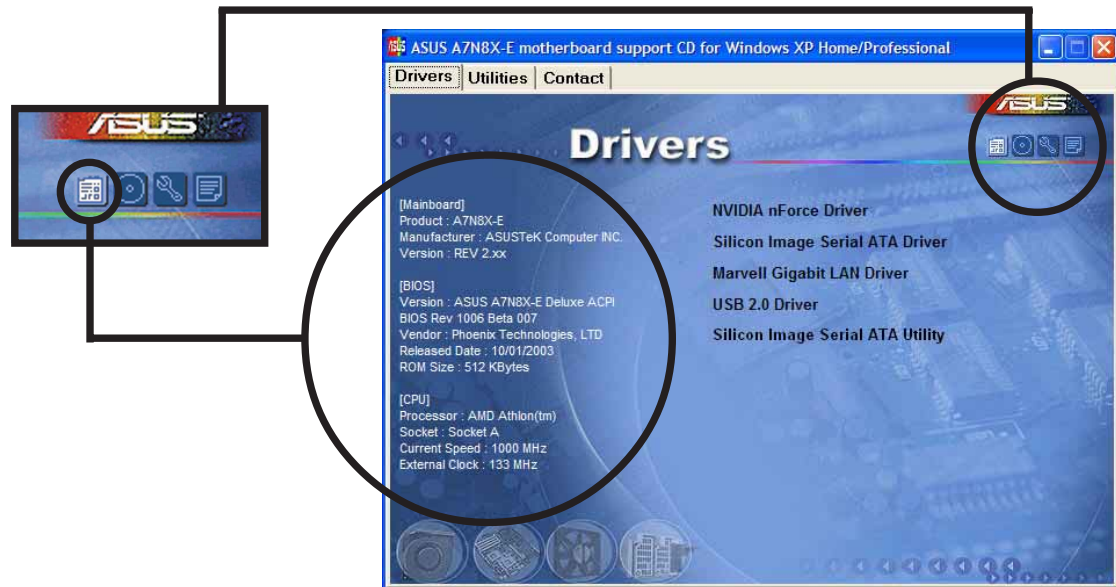 ASUS A7N8X-E motherboard support CD for Windows XP Home/Professional
Drivers Utilities Contact
ASUS
ASUS
Drivers
[Mainboard]
Product : A7N8X-E
Manufacturer : ASUSTeK Computer INC.
Version : REV 2.xx
[BIOS]
Version : ASUS A7N8X-E Deluxe ACPI
BIOS Rev 1006 Beta 007
Vendor : Phoenix Technologies, LTD
Released Date : 10/01/2003
ROM Size : 512 KBytes
[CPU]
Processor : AMD Athlon(tm)
Socket : Socket A
Current Speed : 1000 MHz
External Clock : 133 MHz
NVIDIA nForce Driver
Silicon Image Serial ATA Driver
Marvell Gigabit LAN Driver
USB 2.0 Driver
Silicon Image Serial ATA Utility